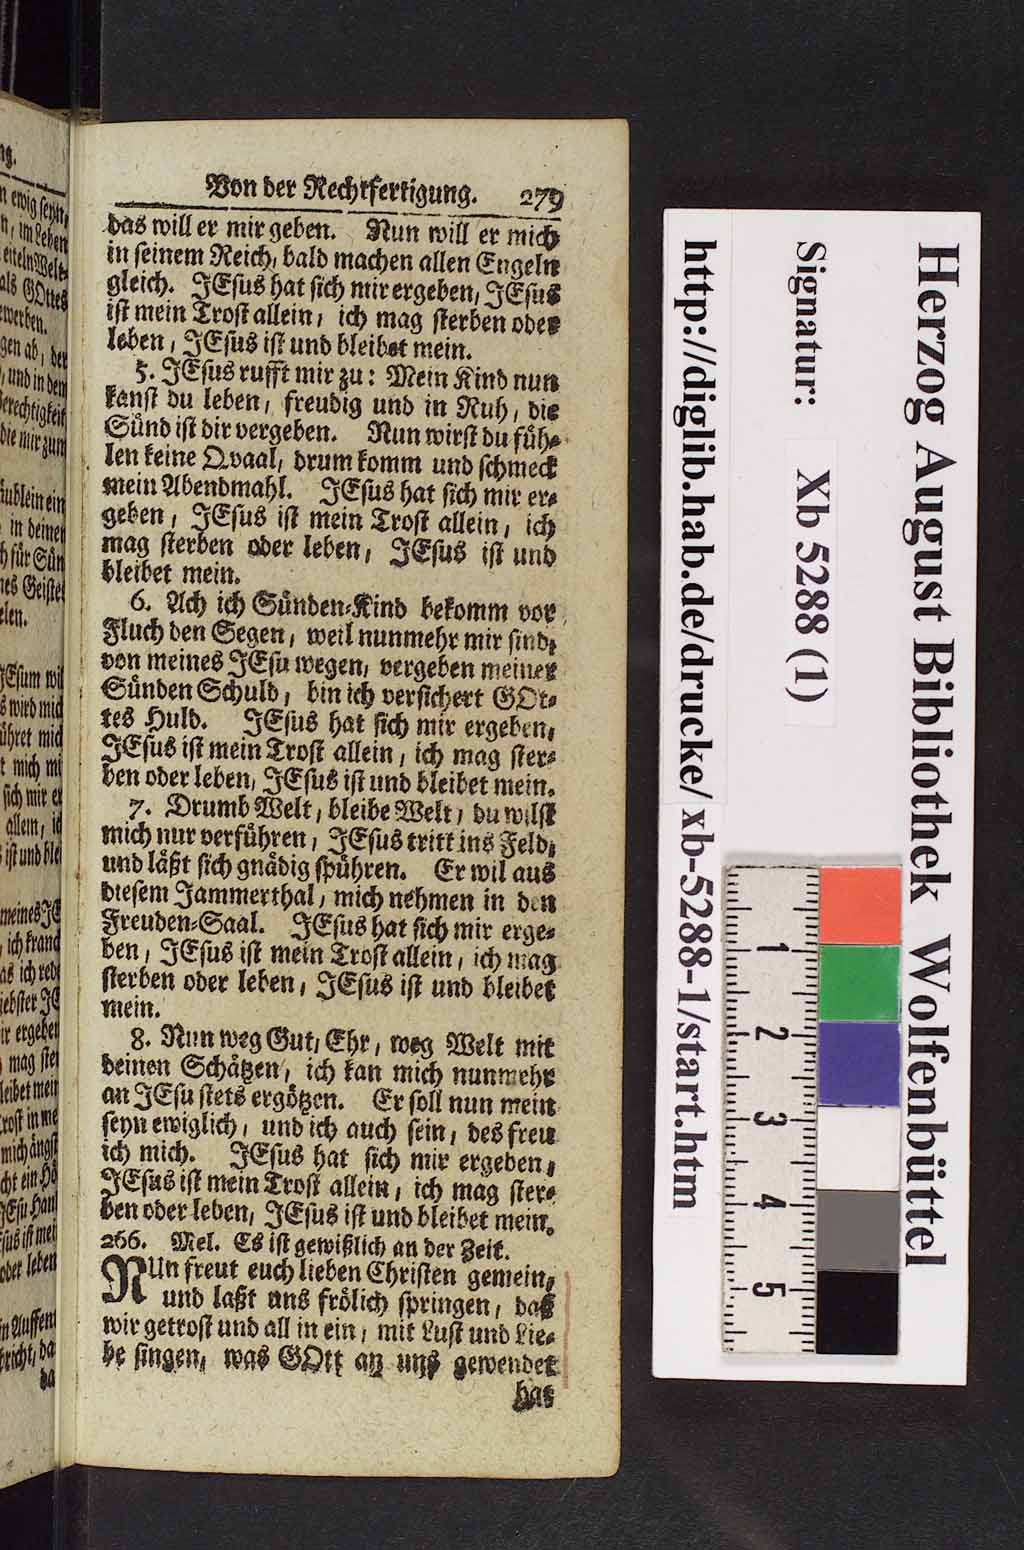 Von der Rechtfertigung. 279
das will er mir geben. Nun will er mich
in seinem Reich, bald machen allen Engeln
gleich. JEsus hat sich mir ergeben, JEsus
ist mein Trost allein, ich mag sterben oder
leben, JEsus ist und bleibet mein.
5. JEsus rufft mir zu: Mein Kind nun
kanst du leben, freudig und in Ruh, die
Sünd ist dir vergeben. Nun wirst du füh-
len keine Qvaal, drum komm und schmeck
mein Abendmahl. JEsus hat sich mir er-
geben, JEsus ist mein Trost allein, ich
mag sterben oder leben, JEsus ist und
bleibet mein.
6. Ach ich Sünden-Kind bekomm vor
Fluch den Segen, weil nunmehr mir sind,
von meines JEsu wegen, vergeben meiner
Sünden Schuld, bin ich versichert GOt-
tes Huld. JEsus hat sich mir ergeben,
JEsus ist mein Trost allein, ich mag ster-
ben oder leben, JEsus ist und bleibet mein.
7. Drumb Welt, bleibe Welt, du wilst
mich nur verführen, JEsus tritt ins Feld,
und läßt sich gnädig spühren. Er wil aus
diesem Jammerthal, mich nehmen in den
Freuden-Saal. JEsus hat sich mir erge-
ben, JEsus ist mein Trost allein, ich mag
sterben oder leben, JEsus ist und bleibet
mein.
8. Nun weg Gut, Ehr, weg Welt mit
deinen Schätzen, ich kan mich nunmehr
an JEsu stets ergötzen. Er soll nun mein
seyn ewiglich, und ich auch sein, des freu
ich mich. JEsus hat sich mir ergeben,
JEsus ist mein Trost allein, ich mag ster-
ben oder leben, JEsus ist und bleibet mein.
266. Mel. Es ist gewißlich an der Zeit.
NUn freut euch lieben Christen gemein,
und laßt uns frölich springen, daß
wir getrost und all in ein, mit Lust und Lie-
be singen, was GOtt an uns gewendet
hat
Herzog August Bibliothek Wolfenbüttel
Signatur: Xb 5288 (1)
http://diglib.hab.de/drucke/ xb-5288-1/start.htm
1
2
3
4
5